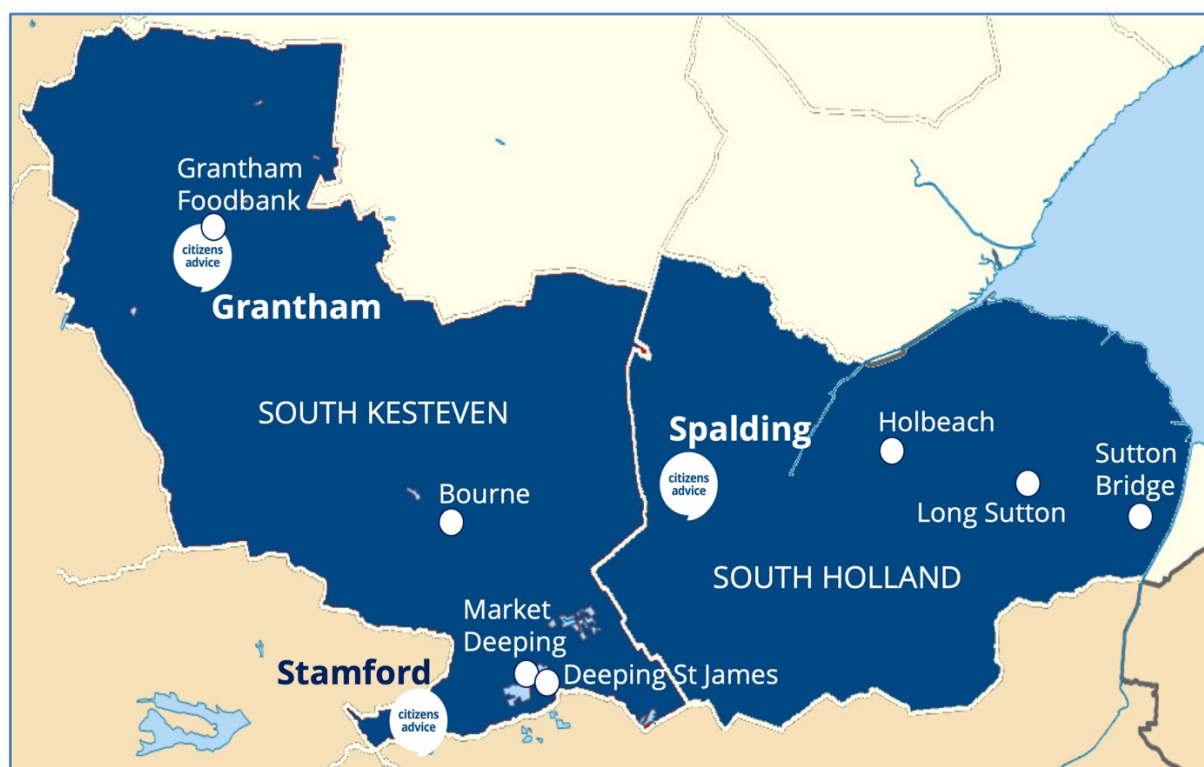 Grantham
Foodbank
citizens
advice
Grantham
SOUTH KESTEVEN
Bourne
Market
Deeping
Deeping St James
Stamford
citizens
advice
Spalding
citizens
advice
Holbeach
Long Sutton
Sutton
Bridge
SOUTH HOLLAND